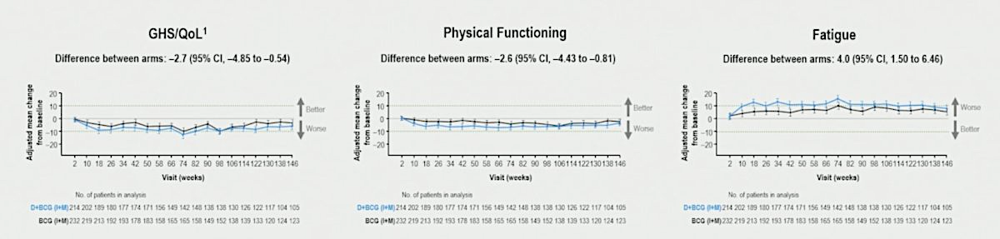 GHS/QoL¹
Difference between arms: –2.7 (95% CI, –4.85 to –0.54)
Adjusted mean change
from baseline
20
10
0
–10
–20
Better
Worse
2 10 18 26 34 42 50 58 66 74 82 90 98 106 114 122 130 138 146
Visit (weeks)
No. of patients in analysis
D+BCG (I+M) 214 202 189 180 177 174 171 156 149 142 148 138 138 130 126 122 117 104 105
BCG (I+M) 232 219 213 192 193 178 183 158 165 165 158 149 152 138 139 133 120 124 123
Physical Functioning
Difference between arms: –2.6 (95% CI, –4.43 to –0.81)
Adjusted mean change
from baseline
20
10
0
–10
–20
Better
Worse
2 10 18 26 34 42 50 58 66 74 82 90 98 106 114 122 130 138 146
Visit (weeks)
No. of patients in analysis
D+BCG (I+M) 214 202 189 180 177 174 171 156 149 142 148 138 138 130 126 122 117 104 105
BCG (I+M) 232 219 213 192 193 178 183 158 165 165 158 149 152 138 139 133 120 124 123
Fatigue
Difference between arms: 4.0 (95% CI, 1.50 to 6.46)
Adjusted mean change
from baseline
20
10
0
–10
–20
Worse
Better
2 10 18 26 34 42 50 58 66 74 82 90 98 106 114 122 130 138 146
Visit (weeks)
No. of patients in analysis
D+BCG (I+M) 214 202 189 180 177 174 171 156 149 142 148 138 138 130 126 122 117 104 105
BCG (I+M) 232 219 213 192 193 178 183 158 165 165 158 149 152 138 139 133 120 124 123